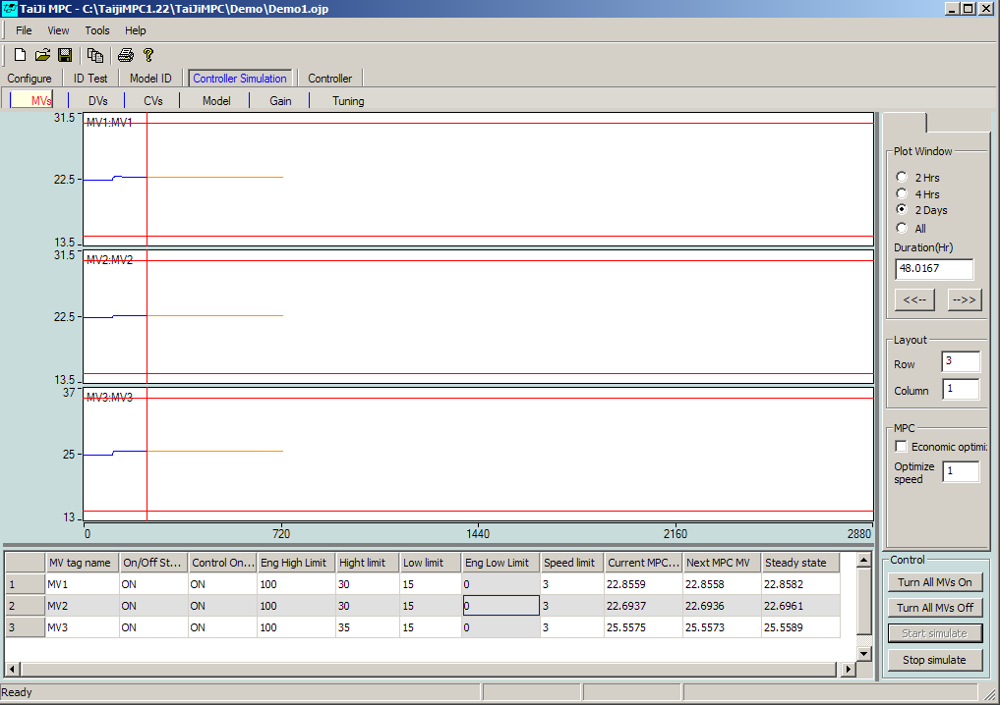 TaiJi MPC - C:\TaijiMPC1.22\TaiJiMPC\Demo\Demo1.ojp
File View Tools Help
Configure ID Test Model ID Controller Simulation Controller
MVs DVs CVs Model Gain Tuning
31.5
MV1:MV1
22.5
13.5
31.5
MV2:MV2
22.5
13.5
37
MV3:MV3
25
13
0 720 1440 2160 2880
Plot Window
2 Hrs
4 Hrs
2 Days
All
Duration(Hr)
48.0167
<<-- -->>
Layout
Row 3
Column 1
MPC
Economic optimi:
Optimize speed 1
MV tag name On/Off St... Control On... Eng High Limit Hight limit Low limit Eng Low Limit Speed limit Current MPC... Next MPC MV Steady state
1 MV1 ON ON 100 30 15 0 3 22.8559 22.8558 22.8582
2 MV2 ON ON 100 30 15 0 3 22.6937 22.6936 22.6961
3 MV3 ON ON 100 35 15 0 3 25.5575 25.5573 25.5589
Control
Turn All MVs On
Turn All MVs Off
Start simulate
Stop simulate
Ready